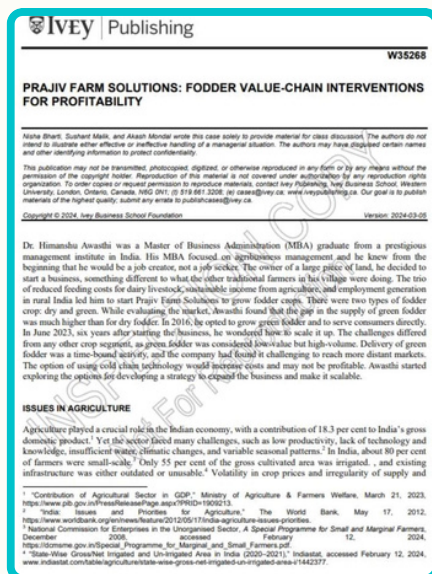 IVEY | Publishing
W35268
PRAJIV FARM SOLUTIONS: FODDER VALUE-CHAIN INTERVENTIONS
FOR PROFITABILITY
Nisha Bharti, Sushant Malik, and Akash Mondal wrote this case solely to provide material for class discussion. The authors do not
intend to illustrate either effective or ineffective handling of a managerial situation. The authors may have disguised certain names
and other identifying information to protect confidentiality.
This publication may not be transmitted, photocopied, digitized, or otherwise reproduced in any form or by any means without the
permission of the copyright holder. Reproduction of this material is not covered under authorization by any reproduction rights
organization. To order copies or request permission to reproduce materials, contact Ivey Publishing, Ivey Business School, Western
University, London, Ontario, Canada, N6G 0N1; (t) 519.661.3208; (e) cases@ivey.ca; www.iveypublishing.ca. Our goal is to publish
materials of the highest quality; submit any errata to publishcases@ivey.ca.
Copyright © 2024, Ivey Business School Foundation
Version: 2024-03-05
Dr. Himanshu Awasthi was a Master of Business Administration (MBA) graduate from a prestigious
management institute in India. His MBA focused on agribusiness management and he knew from the
beginning that he would be a job creator, not a job seeker. The owner of a large piece of land, he decided to
start a business, something different to what the other traditional farmers in his village were doing. The trio
of reduced feeding costs for dairy livestock, sustainable income from agriculture, and employment generation
in rural India led him to start Prajiv Farm Solutions to grow fodder crops. There were two types of fodder
crop: dry and green. While evaluating the market, Awasthi found that the gap in the supply of green fodder
was much higher than for dry fodder. In 2016, he opted to grow green fodder and to serve consumers directly.
In June 2023, six years after starting the business, he wondered how to scale it up. The challenges differed
from any other crop segment, as green fodder was considered low-value but high-volume. Delivery of green
fodder was a time-bound activity, and the company had found it challenging to reach more distant markets.
The option of using cold chain technology would increase costs and may not be profitable. Awasthi started
exploring the options for developing a strategy to expand the business and make it scalable.
ISSUES IN AGRICULTURE
Agriculture played a crucial role in the Indian economy, with a contribution of 18.3 per cent to India's gross
domestic product.1 Yet the sector faced many challenges, such as low productivity, lack of technology and
knowledge, insufficient water, climatic changes, and variable seasonal patterns.2 In India, about 80 per cent
of farmers were small-scale.3 Only 55 per cent of the gross cultivated area was irrigated. , and existing
infrastructure was either outdated or unusable.4 Volatility in crop prices and irregularity of supply and
1 "Contribution of Agricultural Sector in GDP," Ministry of Agriculture & Farmers Welfare, March 21, 2023,
https://www.pib.gov.in/PressReleasePage.aspx?PRID=1909213.
2 "India: Issues and Priorities for Agriculture," The World Bank, May 17, 2012,
https://www.worldbank.org/en/news/feature/2012/05/17/india-agriculture-issues-priorities.
3 National Commission for Enterprises in the Unorganised Sector, A Special Programme for Small and Marginal Farmers,
December 2008, accessed February 12, 2024,
https://dcmsme.gov.in/Special_Programme_for_Marginal_and_Small_Farmers.pdf.
4 "State-Wise Gross/Net Irrigated and Un-Irrigated Area in India (2020–2021)," Indiastat, accessed February 12, 2024,
www.indiastat.com/table/agriculture/state-wise-gross-net-irrigated-unirrigated-area-i/1442377.